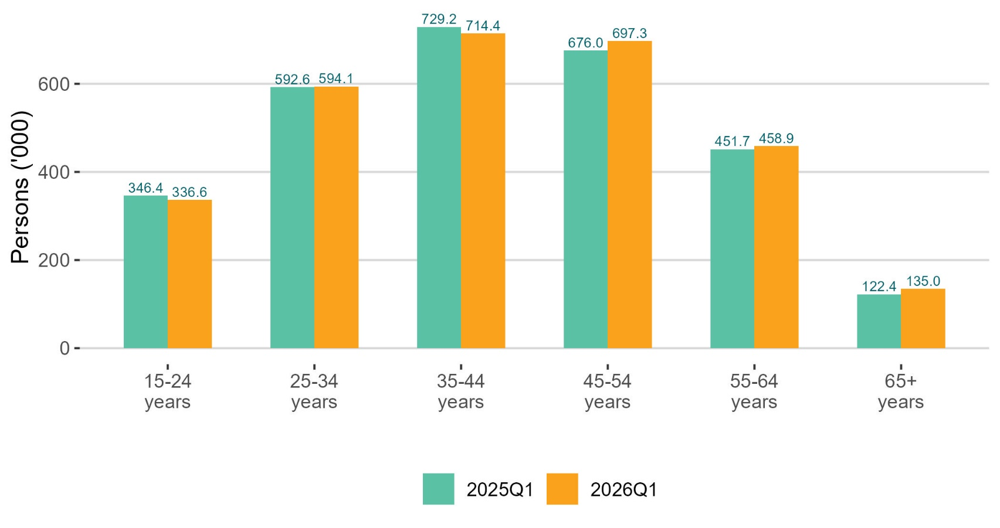 729.2 714.4
676.0 697.3
592.6 594.1
451.7 458.9
346.4 336.6
122.4 135.0
Persons ('000)
600
400
200
0
15-24 years
25-34 years
35-44 years
45-54 years
55-64 years
65+ years
2025Q1 2026Q1